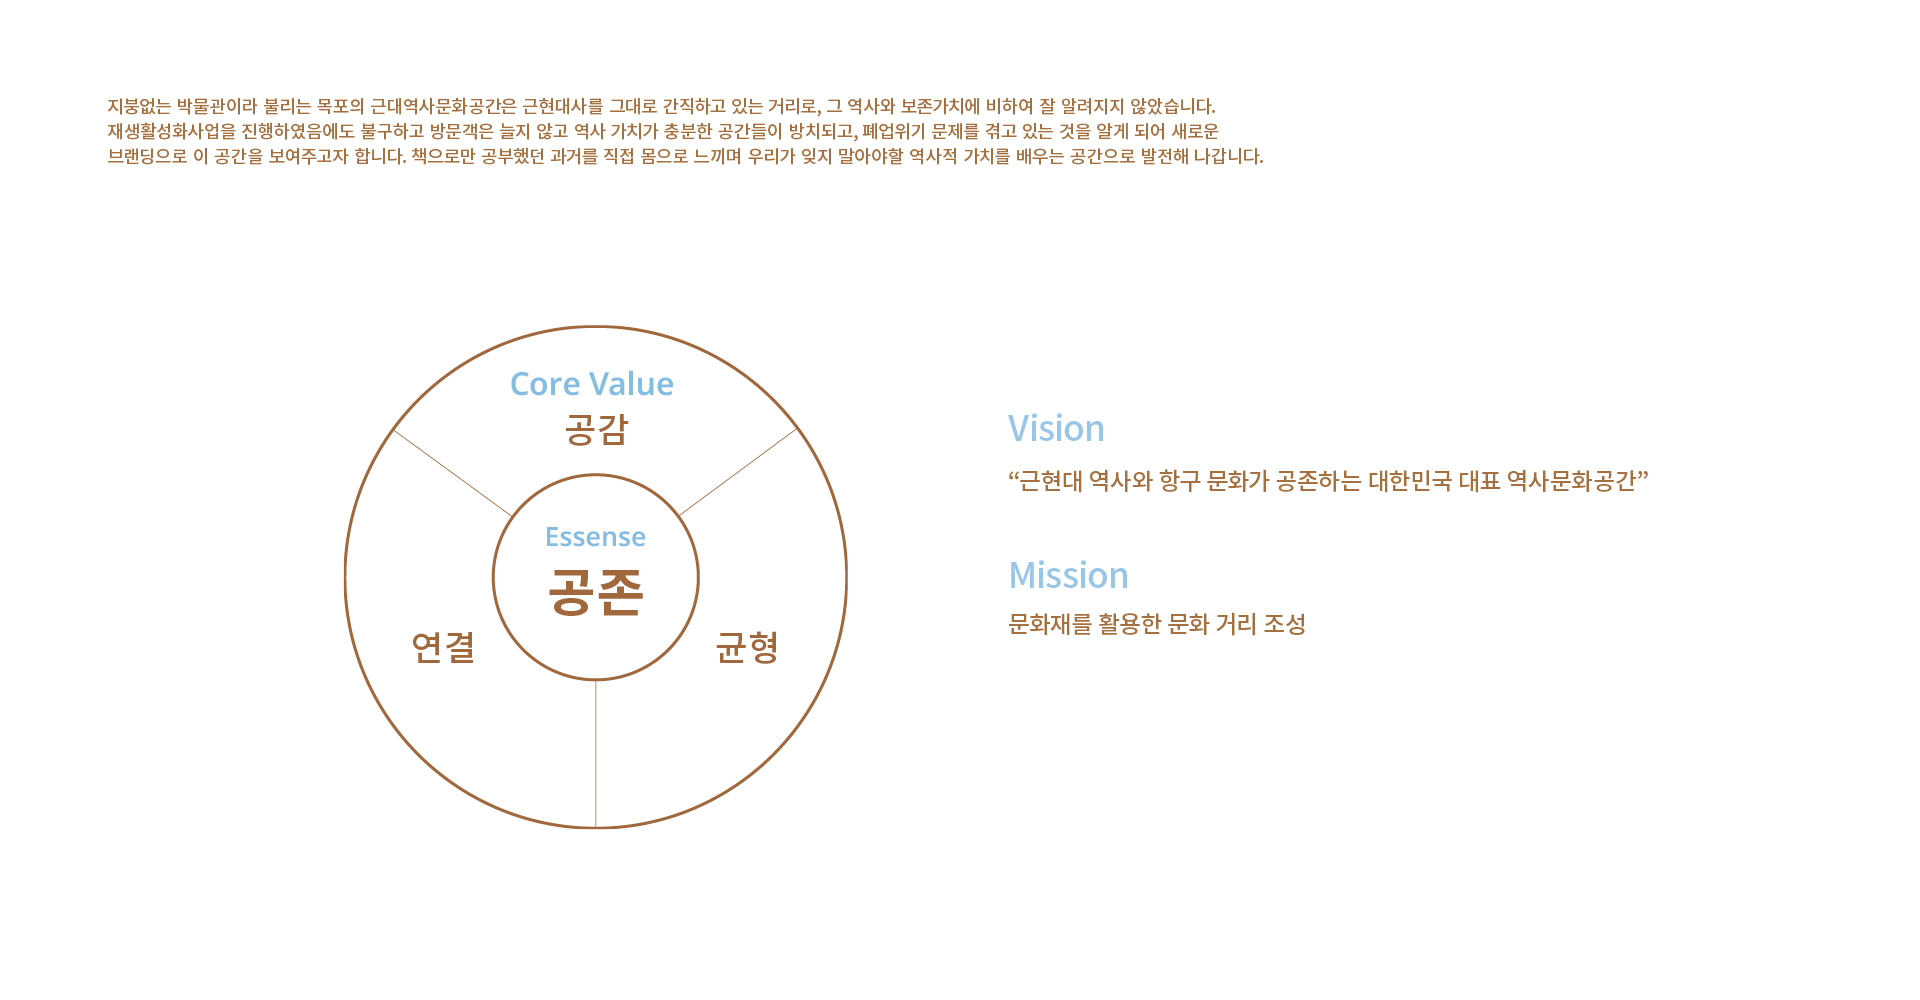 지붕없는 박물관이라 불리는 목포의 근대역사문화공간은 근현대사를 그대로 간직하고 있는 거리로, 그 역사와 보존가치에 비하여 잘 알려지지 않았습니다.
재생활성화사업을 진행하였음에도 불구하고 방문객은 늘지 않고 역사 가치가 충분한 공간들이 방치되고, 폐업위기 문제를 겪고 있는 것을 알게 되어 새로운
브랜딩으로 이 공간을 보여주고자 합니다. 책으로만 공부했던 과거를 직접 몸으로 느끼며 우리가 잊지 말아야할 역사적 가치를 배우는 공간으로 발전해 나갑니다.
Core Value
공감
Essense
공존
연결
균형
Vision
“근현대 역사와 항구 문화가 공존하는 대한민국 대표 역사문화공간”
Mission
문화재를 활용한 문화 거리 조성